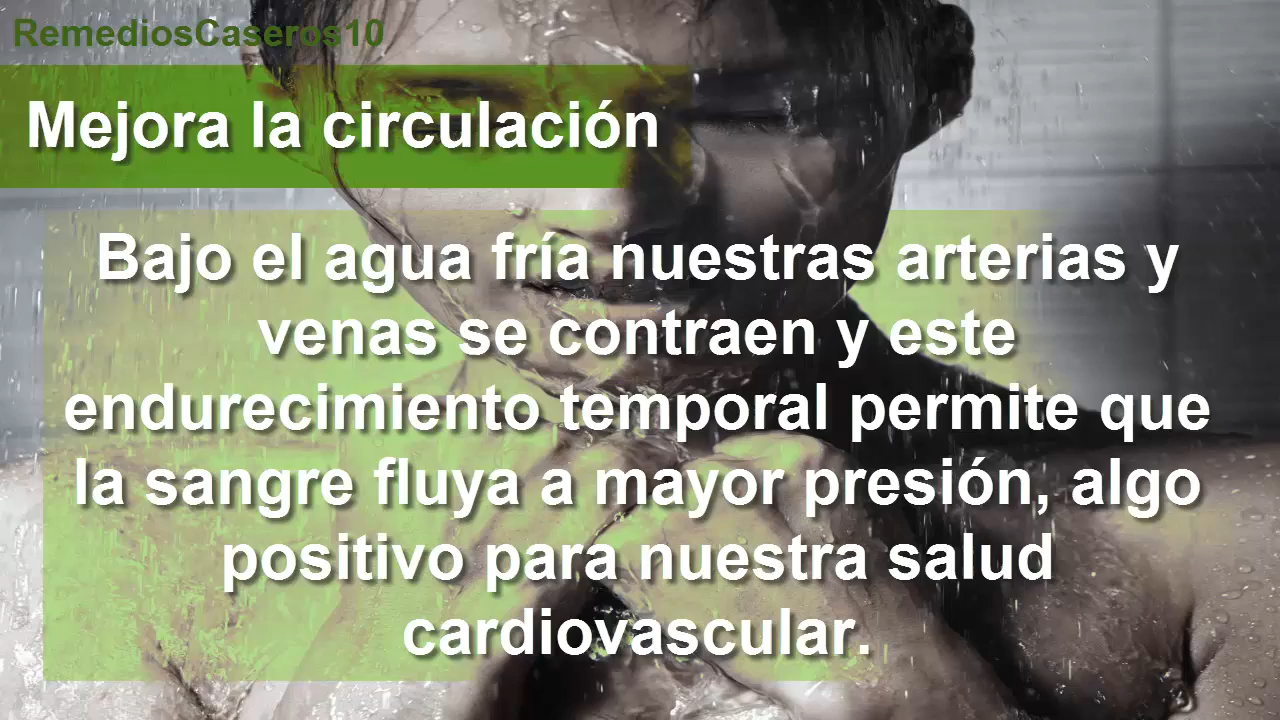 RemediosCaseros10
Mejora la circulación
Bajo el agua fría nuestras arterias y
venas se contraen y este
endurecimiento temporal permite que
la sangre fluya a mayor presión, algo
positivo para nuestra salud
cardiovascular.